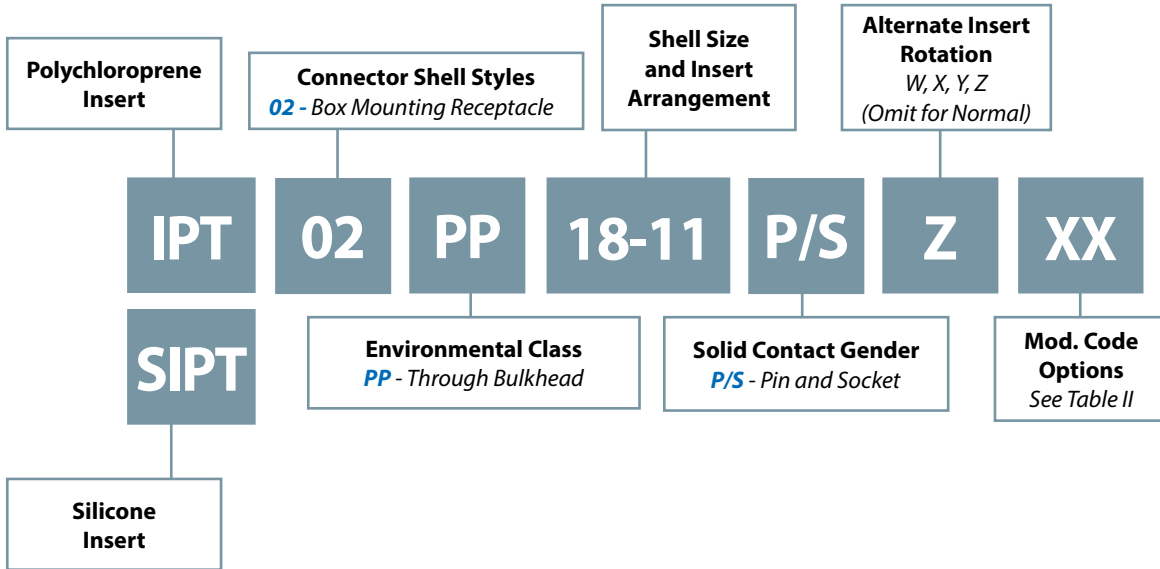 Polychloroprene
Insert
Connector Shell Styles
02 - Box Mounting Receptacle
Shell Size
and Insert
Arrangement
Alternate Insert
Rotation
W, X, Y, Z
(Omit for Normal)
IPT
02
PP
18-11
P/S
Z
XX
SIPT
Environmental Class
PP - Through Bulkhead
Solid Contact Gender
P/S - Pin and Socket
Mod. Code
Options
See Table II
Silicone
Insert